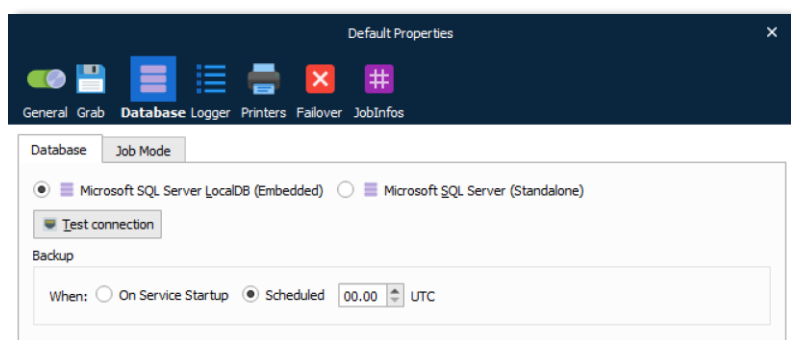 Default Properties
General Grab Database Logger Printers Failover JobInfos
Database Job Mode
Microsoft SQL Server LocalDB (Embedded) Microsoft SQL Server (Standalone)
Test connection
Backup
When: On Service Startup Scheduled 00.00 UTC